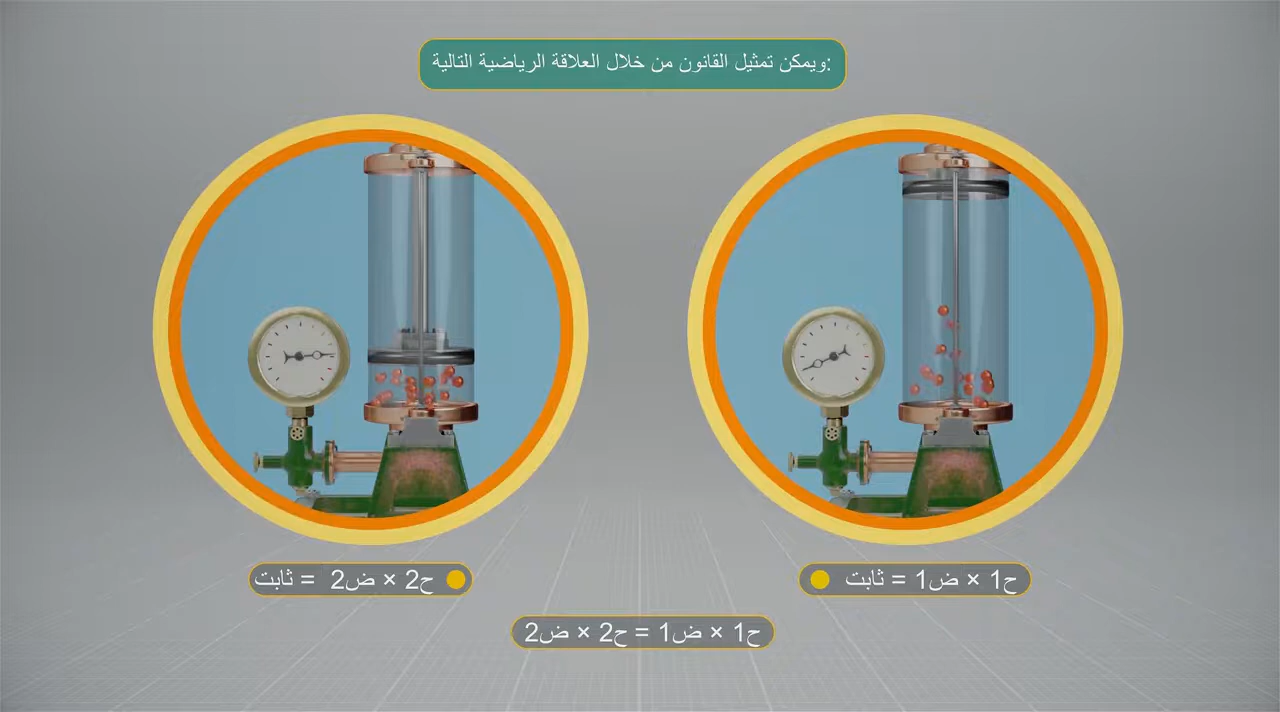 ويمكن تمثيل القانون من خلال العلاقة الرياضية التالية:
ح1 × ض1 = ثابت
ح2 × ض2 = ثابت
ح1 × ض1 = ح2 × ض2